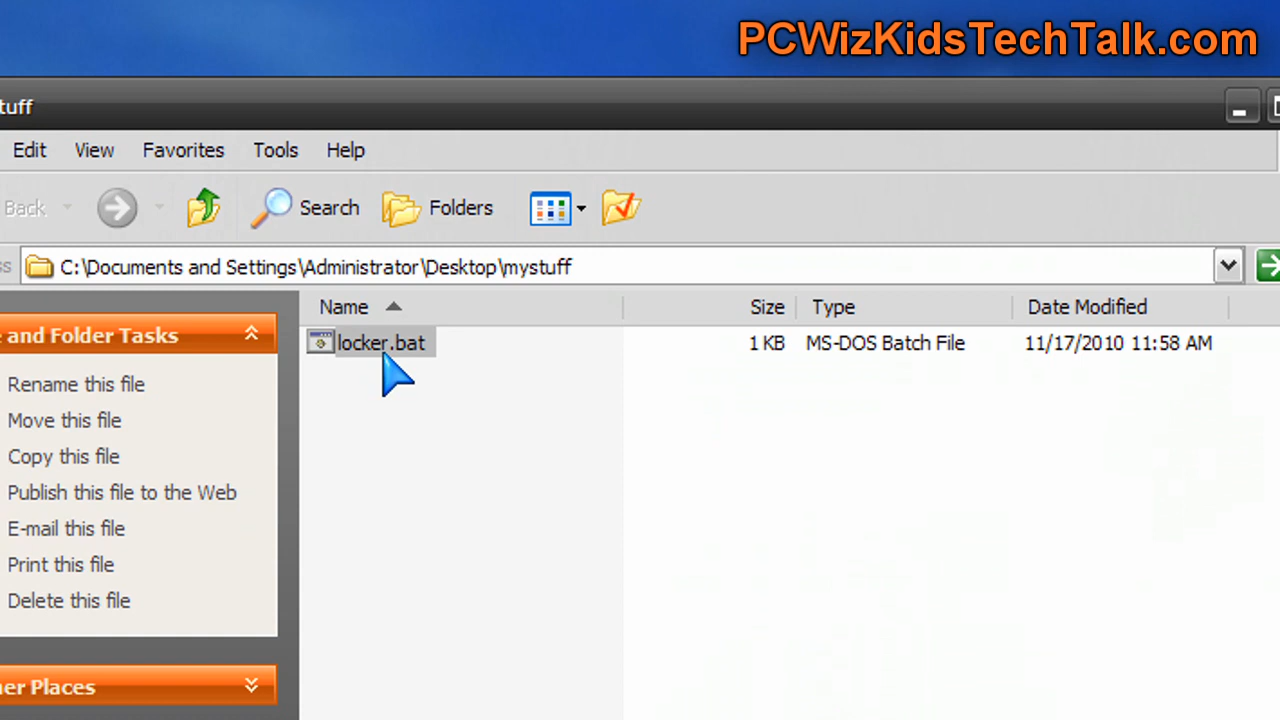 PCWizKidsTechTalk.com
tuff
Edit View Favorites Tools Help
Back Search Folders
ss C:\Documents and Settings\Administrator\Desktop\mystuff
Name Size Type Date Modified
locker.bat 1 KB MS-DOS Batch File 11/17/2010 11:58 AM
and Folder Tasks
Rename this file
Move this file
Copy this file
Publish this file to the Web
E-mail this file
Print this file
Delete this file
er Places